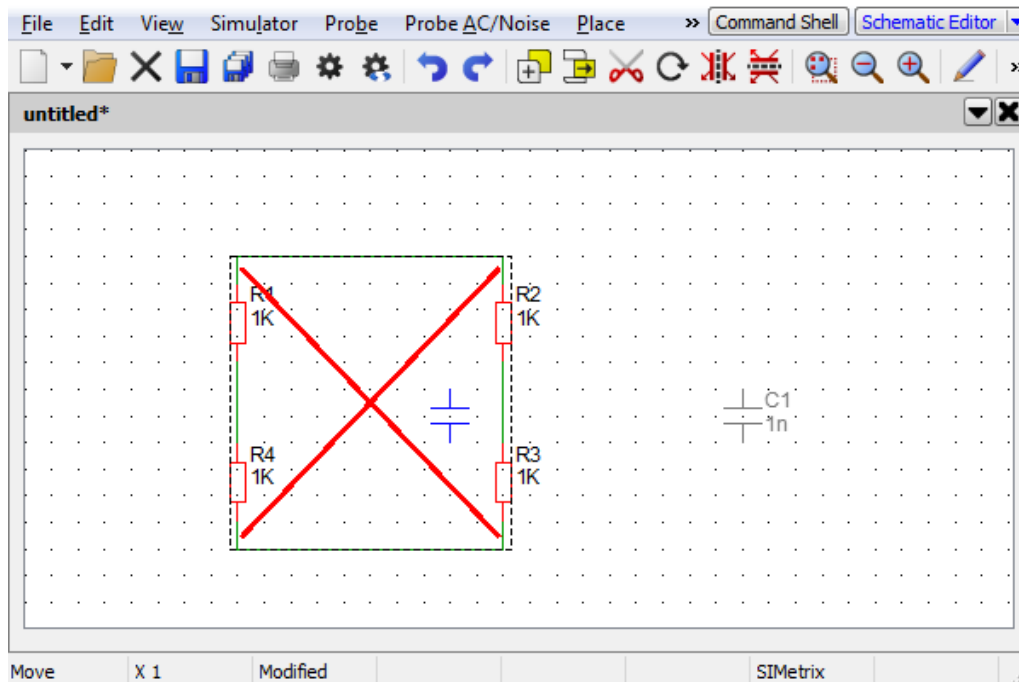 File Edit View Simulator Probe Probe AC/Noise Place » Command Shell Schematic Editor
»
untitled*
R1 R2
1K 1K
C1
1n
R4 R3
1K 1K
Move X 1 Modified SIMetrix